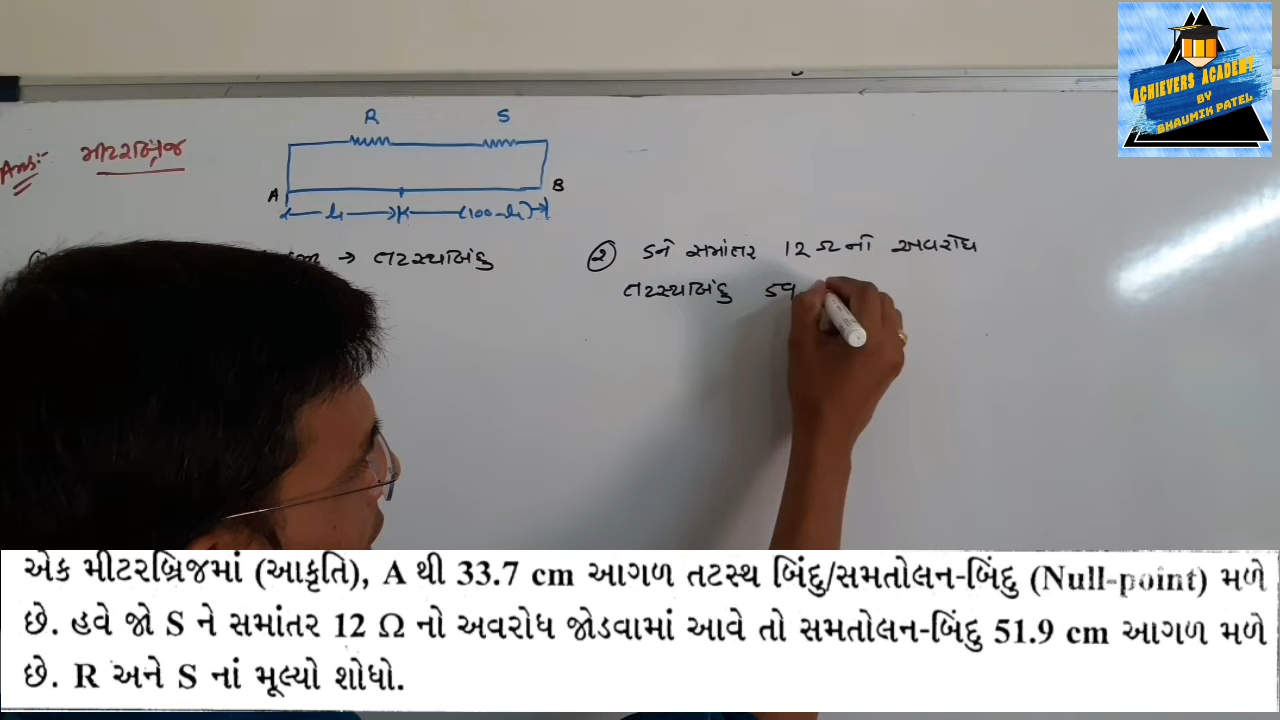 ACHIEVERS ACADEMY
BY
BHAUMIK PATEL
Ans:-
મીટરબ્રિજ
R
S
A
B
l₁
(100-l₁)
→ તટસ્થબિંદુ
② Sને સમાંતર 12Ω નો અવરોધ
તટસ્થબિંદુ
એક મીટરબ્રિજમાં (આકૃતિ), A થી 33.7 cm આગળ તટસ્થ બિંદુ/સમતોલન-બિંદુ (Null-point) મળે
છે. હવે જો S ને સમાંતર 12 Ω નો અવરોધ જોડવામાં આવે તો સમતોલન-બિંદુ 51.9 cm આગળ મળે
છે. R અને S નાં મૂલ્યો શોધો.